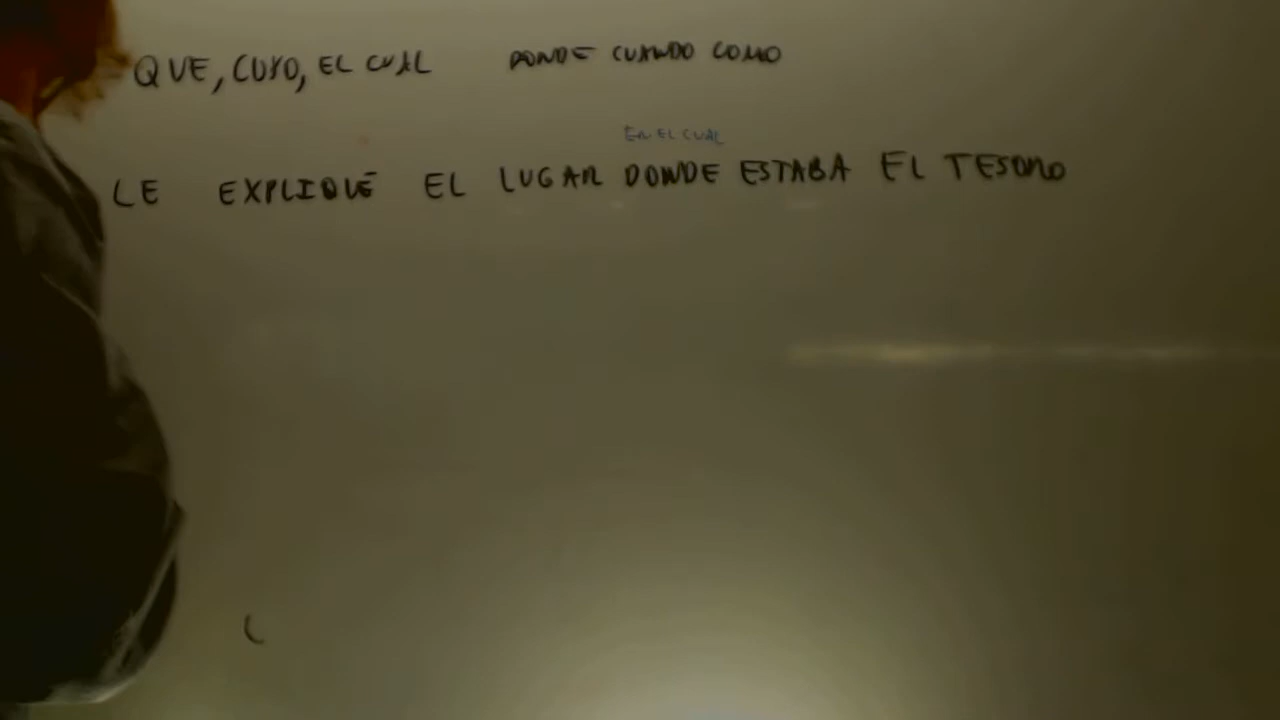 QUE, CUYO, EL CUAL DONDE CUANDO COMO
EN EL CUAL
LE EXPLIQUÉ EL LUGAR DONDE ESTABA EL TESORO